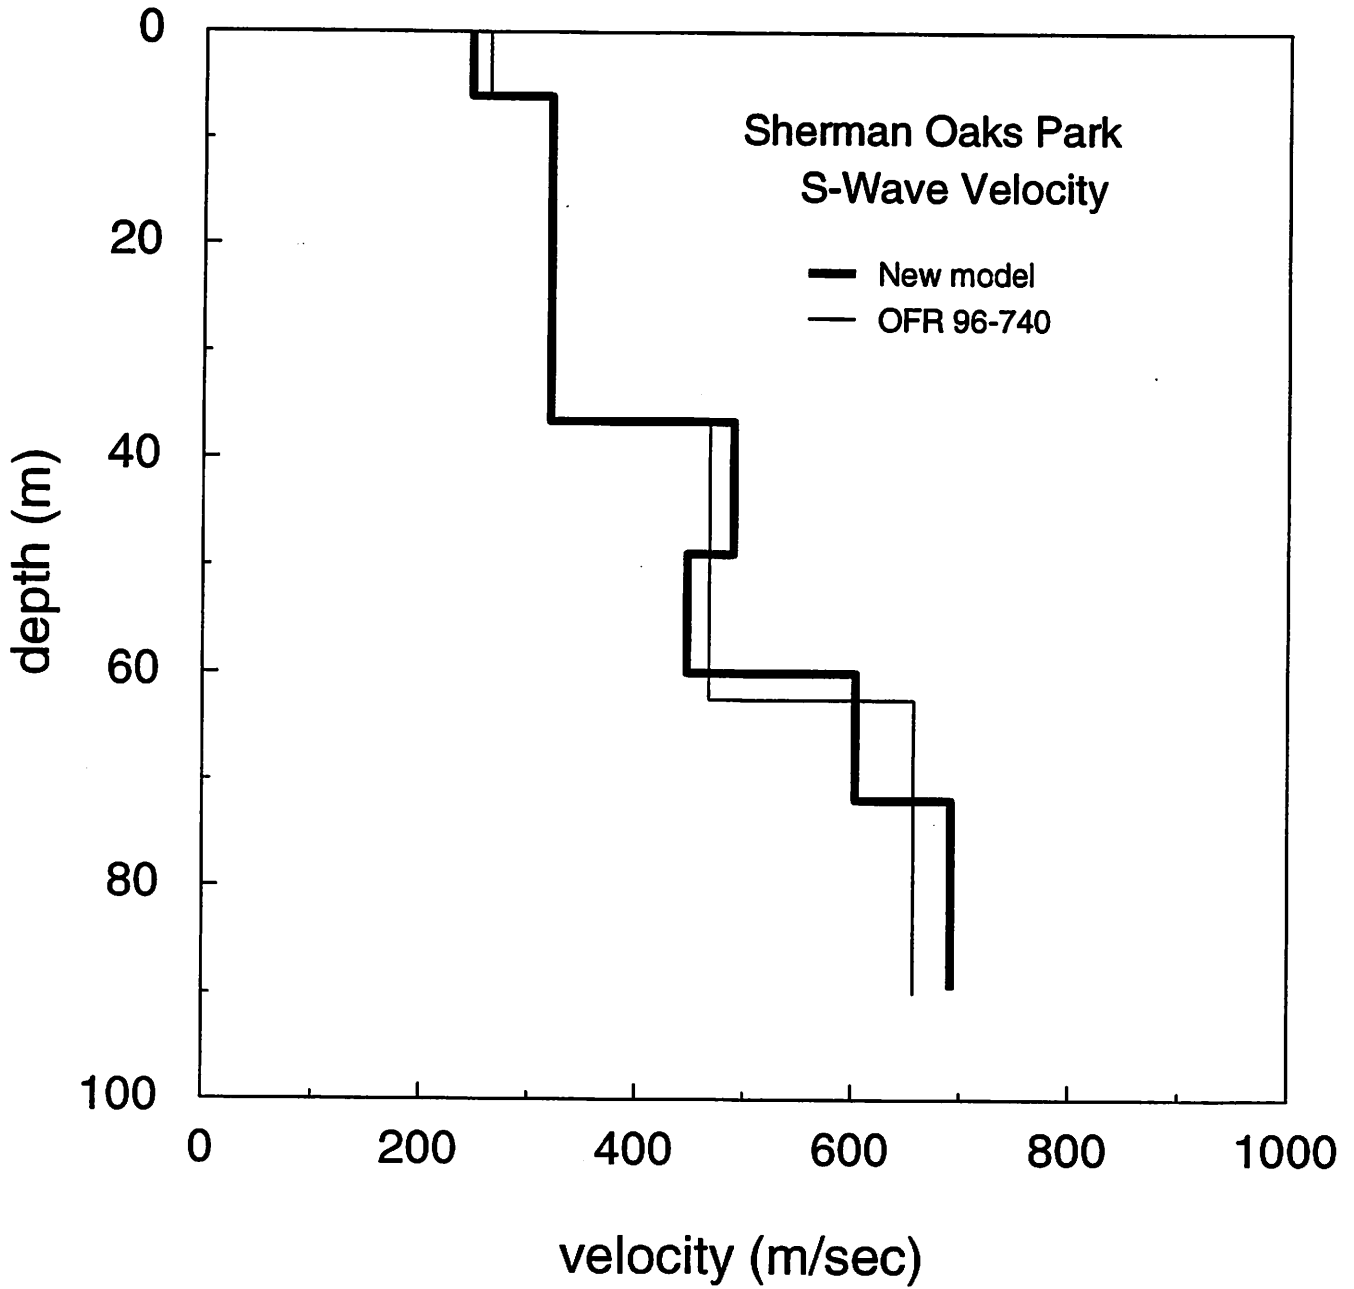 0
20
40
60
80
100
depth (m)
Sherman Oaks Park
S-Wave Velocity
New model
OFR 96-740
0 200 400 600 800 1000
velocity (m/sec)